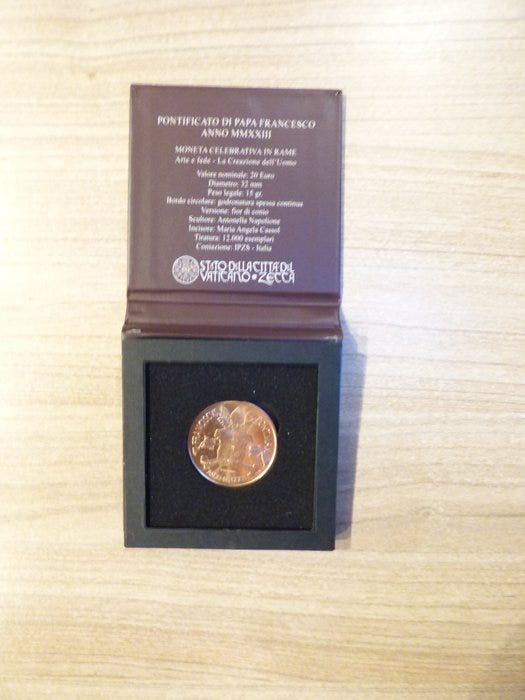 PONTIFICATO DI PAPA FRANCESCO
ANNO MMXXIII
MONETA CELEBRATIVA IN RAME
Arte e fede - La Creazione dell'Uomo
Valore nominale: 20 Euro
Diametro: 32 mm
Peso legale: 15 gr.
Bordo circolare: godronatura spessa continua
Versione: fior di conio
Scultore: Antonella Napolione
Incisore: Maria Angela Cassol
Tiratura: 12.000 esemplari
Coniazione: IPZS - Italia
STATO DELLA CITTÀ DEL
VATICANO • ZECCA